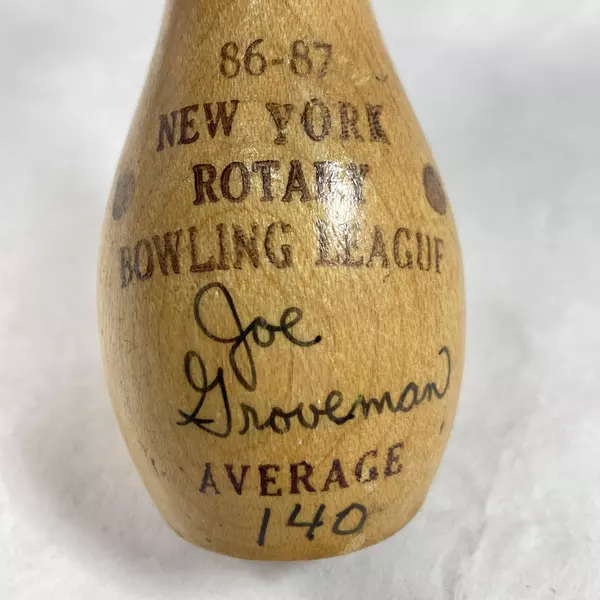 86-87
NEW YORK
ROTARY
BOWLING LEAGUE
Joe
Groveman
AVERAGE
140